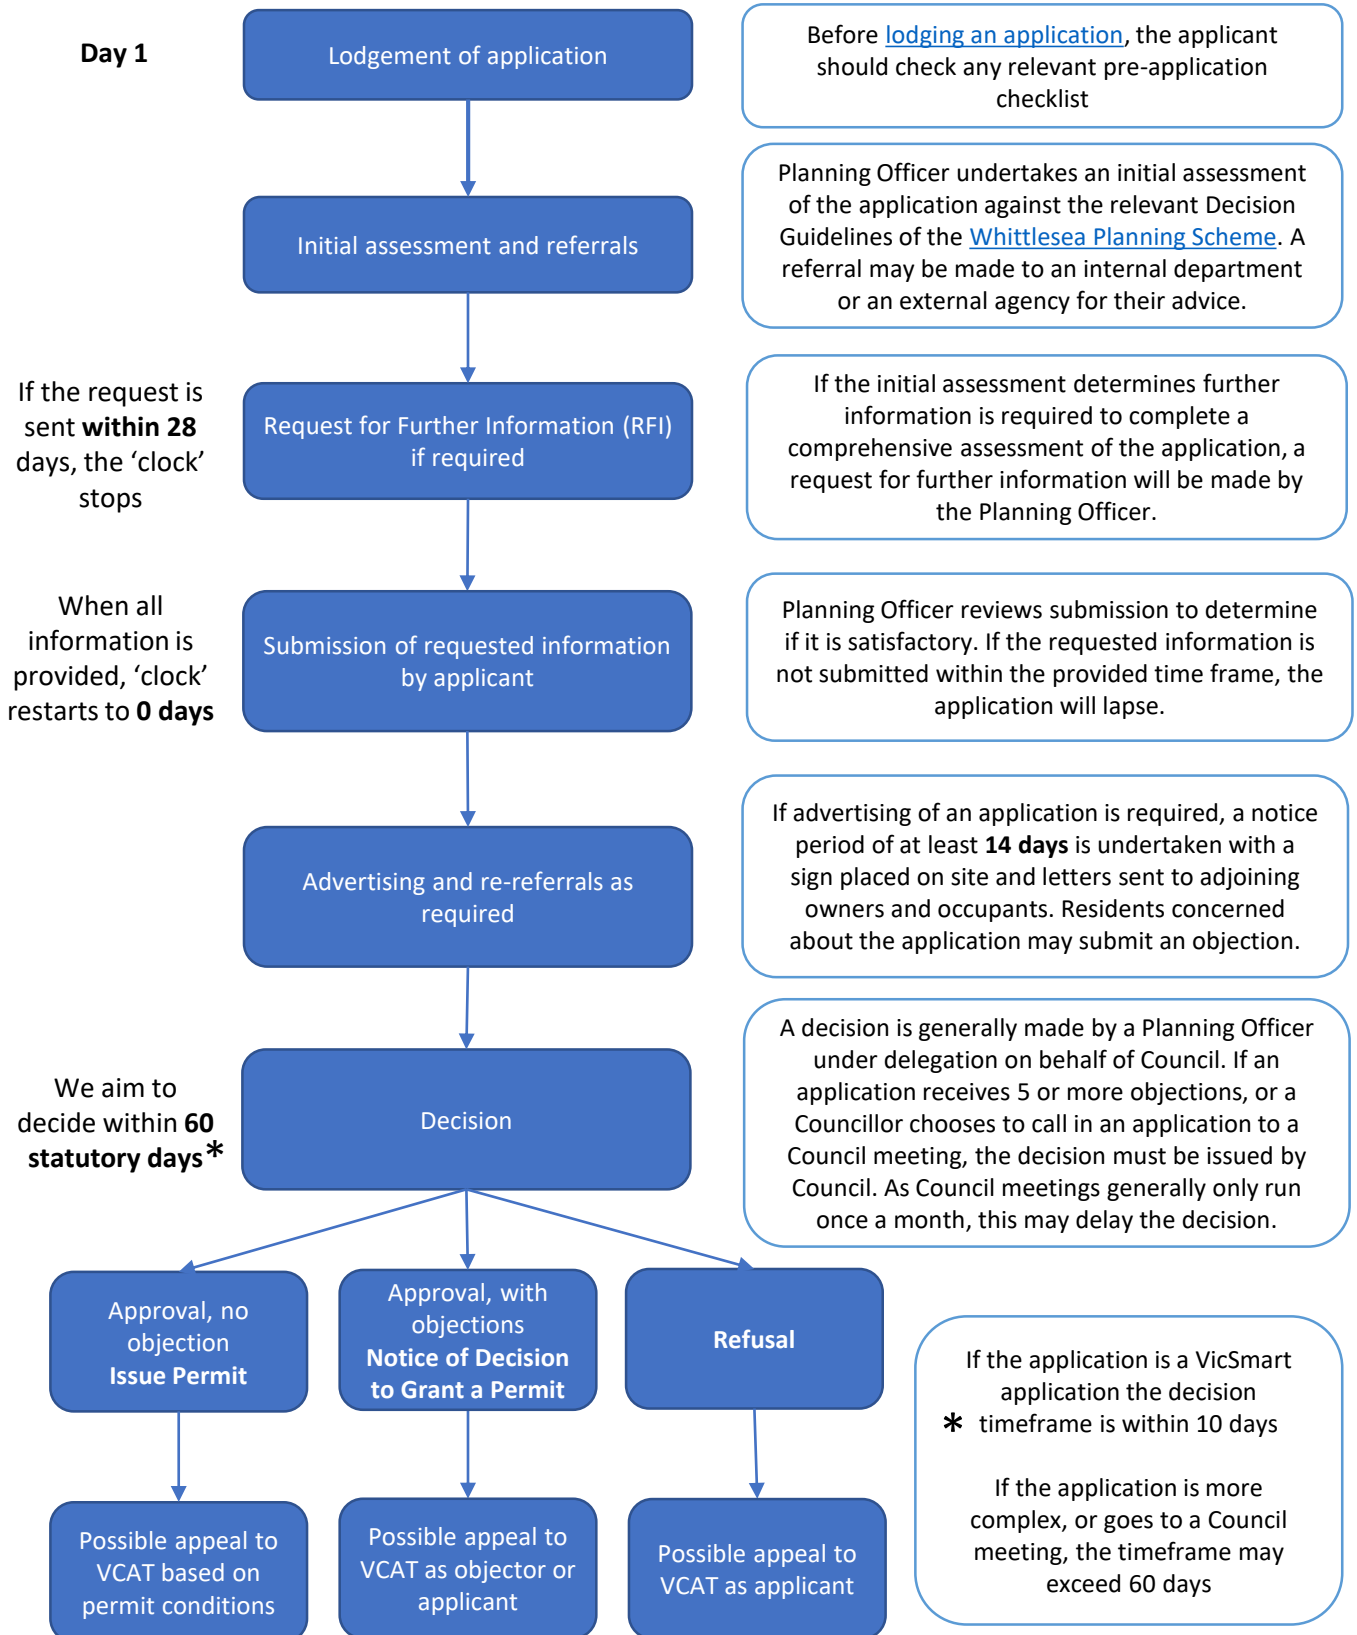 Day 1
Lodgement of application
Before lodging an application, the applicant
should check any relevant pre-application
checklist
Initial assessment and referrals
Planning Officer undertakes an initial assessment
of the application against the relevant Decision
Guidelines of the Whittlesea Planning Scheme. A
referral may be made to an internal department
or an external agency for their advice.
If the request is
sent within 28
days, the ‘clock’
stops
Request for Further Information (RFI)
if required
If the initial assessment determines further
information is required to complete a
comprehensive assessment of the application, a
request for further information will be made by
the Planning Officer.
When all
information is
provided, ‘clock’
restarts to 0 days
Submission of requested information
by applicant
Planning Officer reviews submission to determine
if it is satisfactory. If the requested information is
not submitted within the provided time frame, the
application will lapse.
Advertising and re-referrals as
required
If advertising of an application is required, a notice
period of at least 14 days is undertaken with a
sign placed on site and letters sent to adjoining
owners and occupants. Residents concerned
about the application may submit an objection.
We aim to
decide within 60
statutory days*
Decision
A decision is generally made by a Planning Officer
under delegation on behalf of Council. If an
application receives 5 or more objections, or a
Councillor chooses to call in an application to a
Council meeting, the decision must be issued by
Council. As Council meetings generally only run
once a month, this may delay the decision.
Approval, no
objection
Issue Permit
Approval, with
objections
Notice of Decision
to Grant a Permit
Refusal
Possible appeal to
VCAT based on
permit conditions
Possible appeal to
VCAT as objector or
applicant
Possible appeal to
VCAT as applicant
If the application is a VicSmart
application the decision
* timeframe is within 10 days
If the application is more
complex, or goes to a Council
meeting, the timeframe may
exceed 60 days